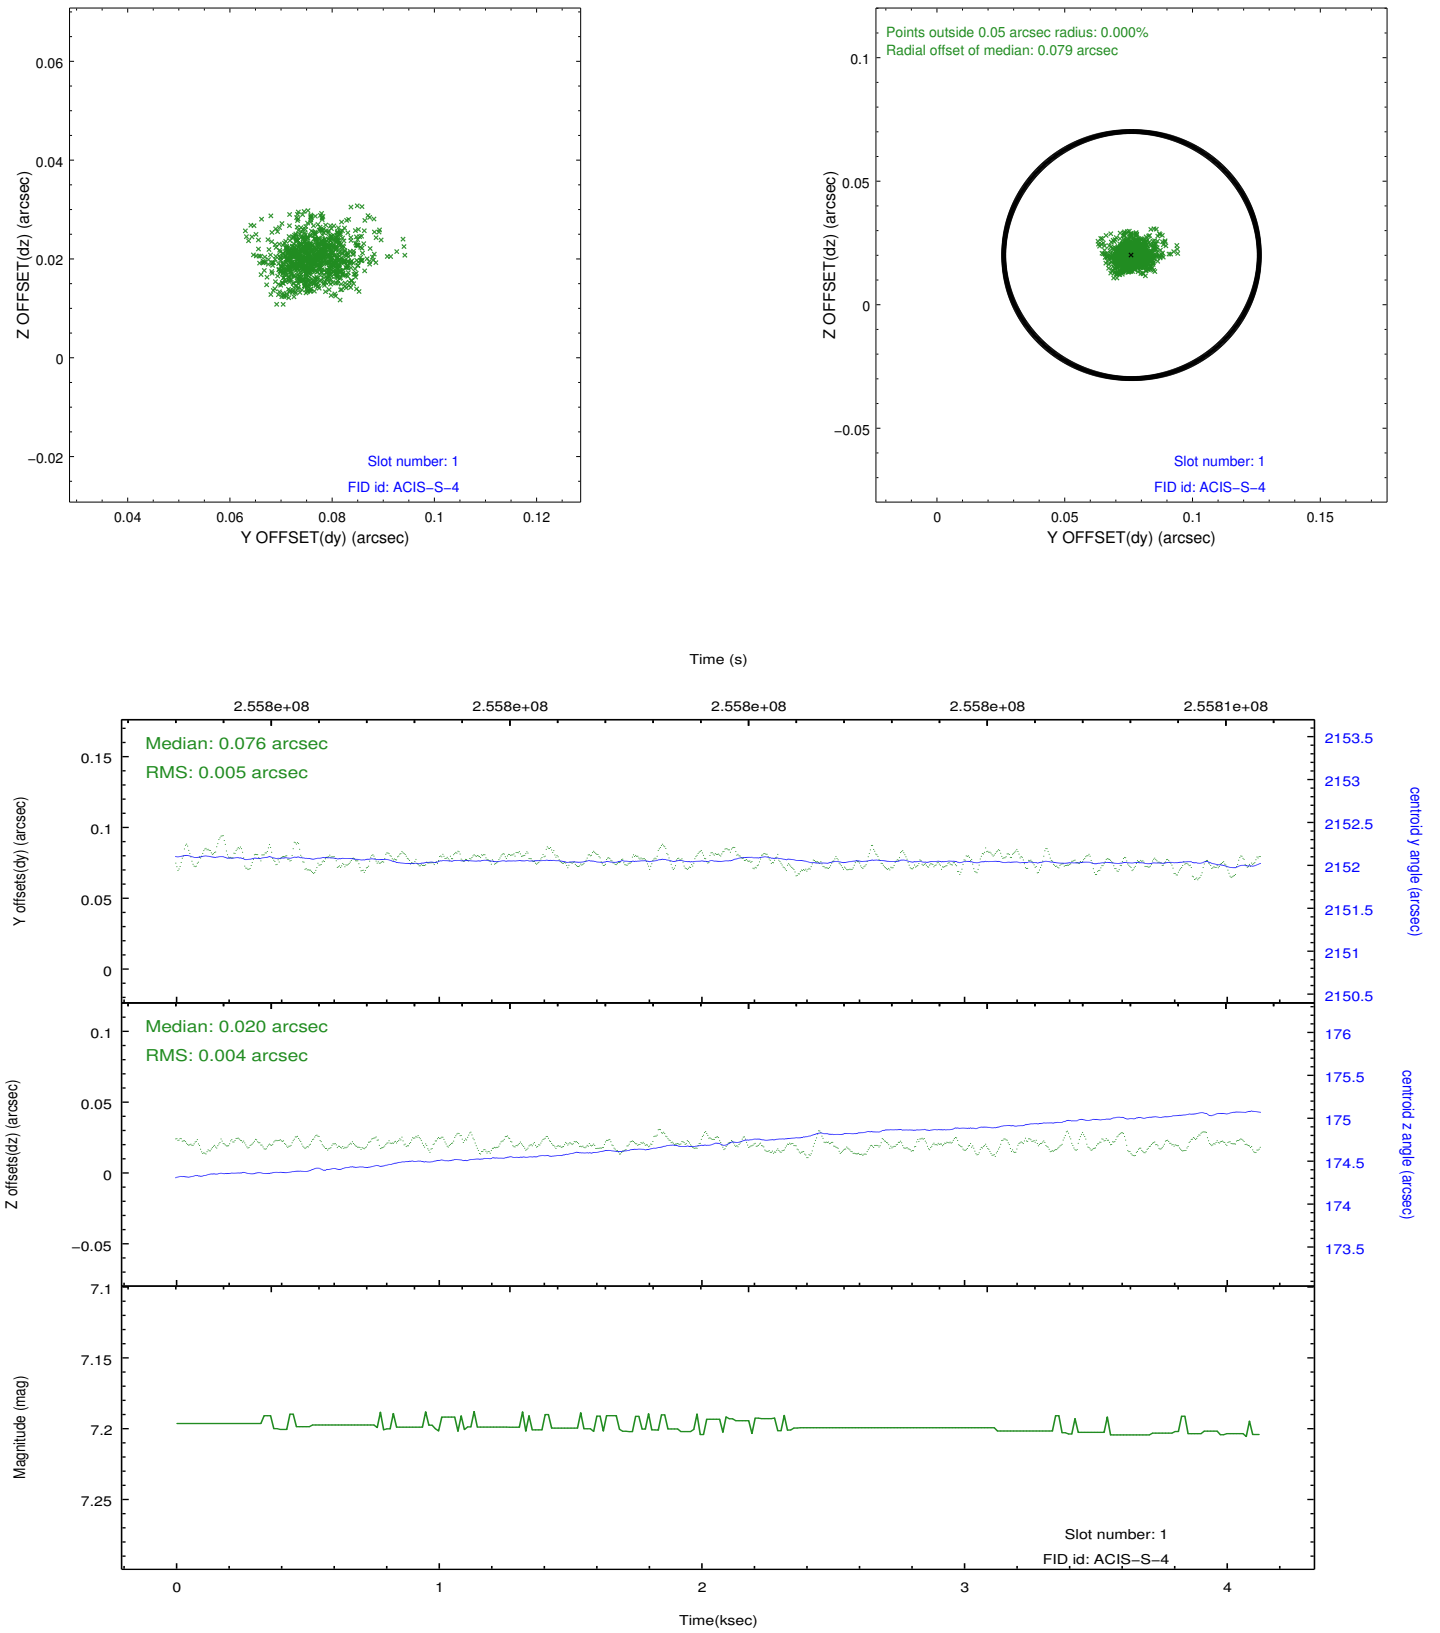 0.06
0.04
0.02
0
−0.02
Z OFFSET(dz) (arcsec)
Slot number: 1
FID id: ACIS−S−4
0.04 0.06 0.08 0.1 0.12
Y OFFSET(dy) (arcsec)
Points outside 0.05 arcsec radius: 0.000%
Radial offset of median: 0.079 arcsec
0.1
0.05
0
−0.05
Z OFFSET(dz) (arcsec)
Slot number: 1
FID id: ACIS−S−4
0 0.05 0.1 0.15
Y OFFSET(dy) (arcsec)
Time (s)
2.558e+08 2.558e+08 2.558e+08 2.558e+08 2.5581e+08
Median: 0.076 arcsec
RMS: 0.005 arcsec
0.15
0.1
0.05
0
Y offsets(dy) (arcsec)
2153.5
2153
2152.5
2152
2151.5
2151
2150.5
centroid y angle (arcsec)
Median: 0.020 arcsec
RMS: 0.004 arcsec
0.1
0.05
0
−0.05
Z offsets(dz) (arcsec)
176
175.5
175
174.5
174
173.5
centroid z angle (arcsec)
7.1
7.15
7.2
7.25
Magnitude (mag)
Slot number: 1
FID id: ACIS−S−4
0 1 2 3 4
Time(ksec)